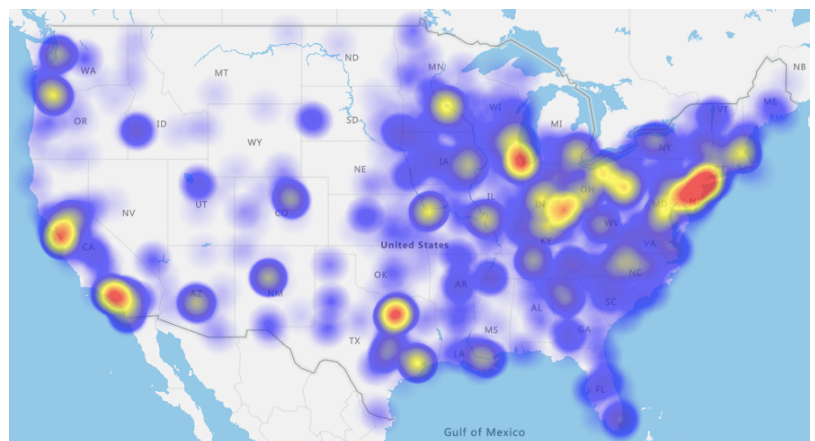 NB
ND
MN
WA
MT
ME
VT
WI
SD
OR
ID
MI
NY
WY
IA
NE
OH
IL
IN
MD
NV
UT
CO
WV
KY
VA
CA
United States
NC
OK
AZ
NM
AR
SC
AL
MS
GA
TX
LA
FL
Gulf of Mexico